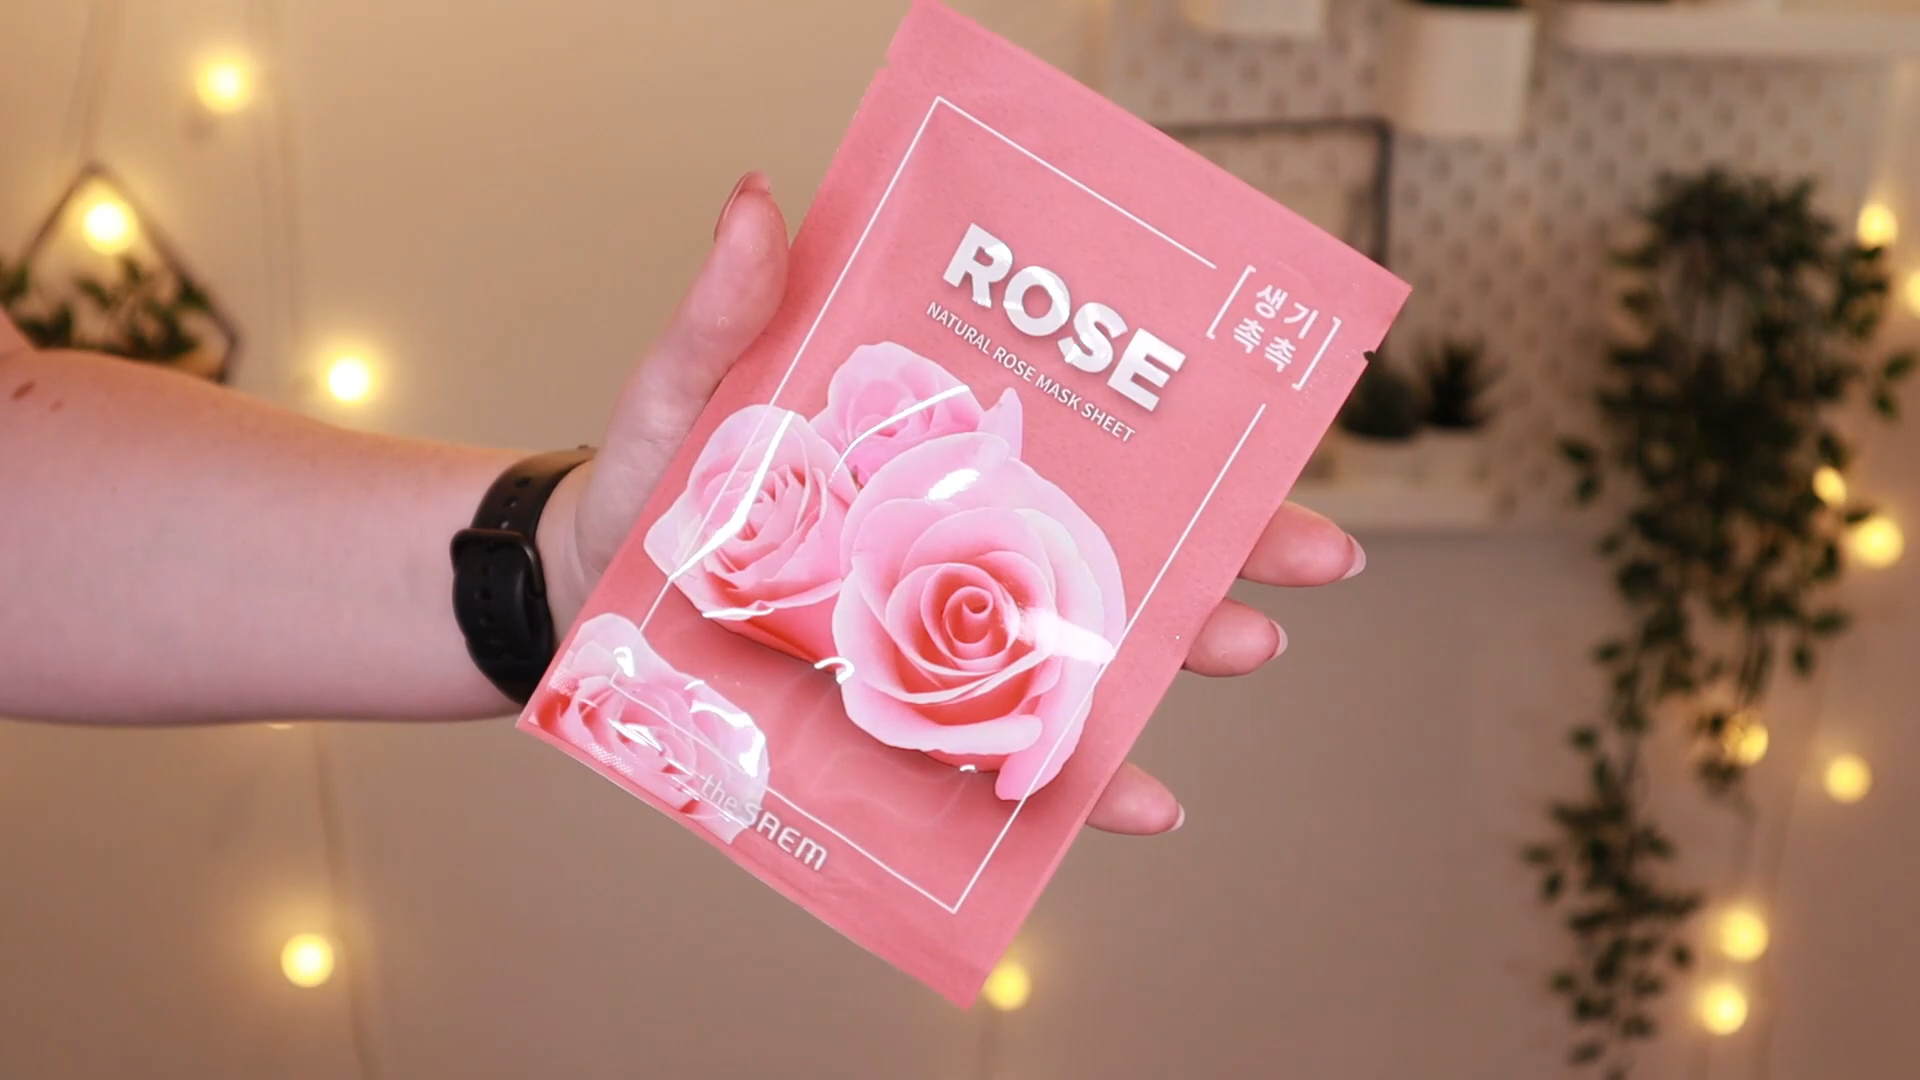 ROSE
NATURAL ROSE MASK SHEET
생기
촉촉
the SAEM